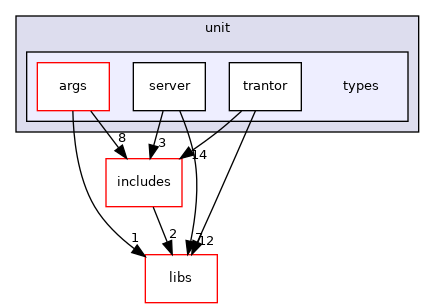 unit
args
server
trantor
types
8
3
14
includes
1
2
7
12
libs